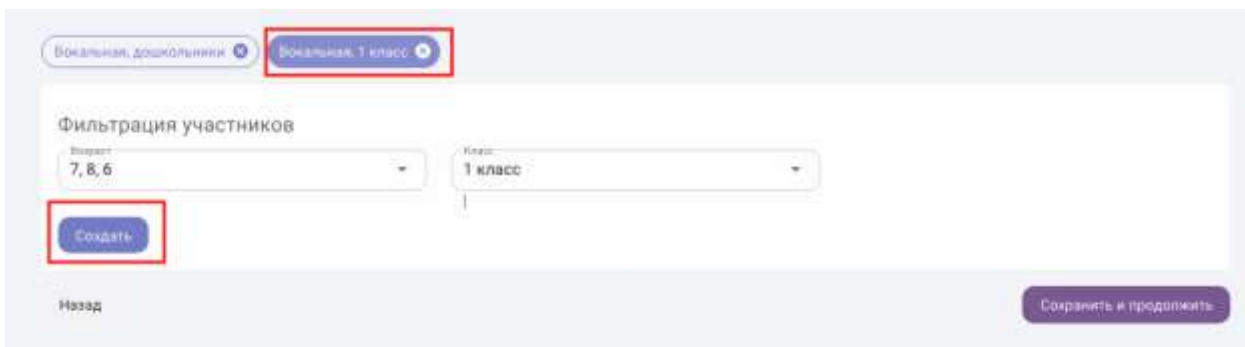 Вокальная, дошкольники
Вокальная, 1 класс
Фильтрация участников
Возраст
Класс
7, 8, 6
1 класс
Создать
Назад
Сохранить и продолжить